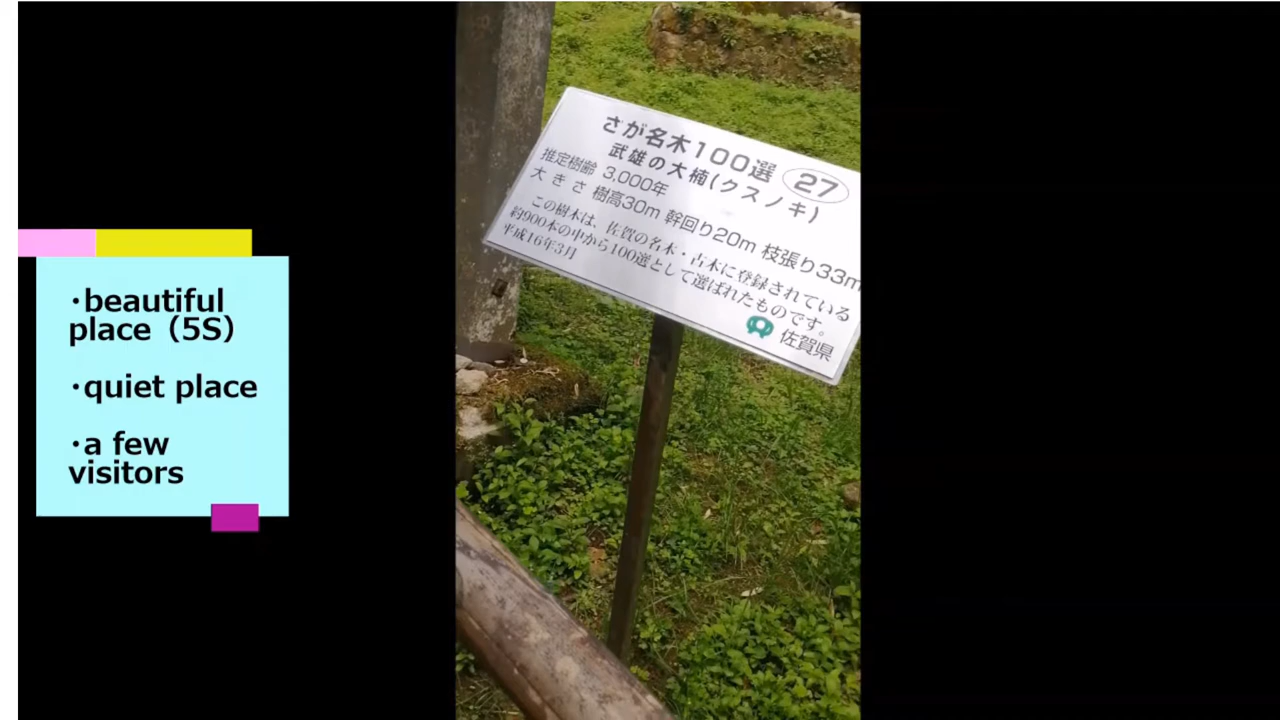 ・beautiful
place（5S）
・quiet place
・a few
visitors
さが名木100選 27
武雄の大楠(クスノキ)
推定樹齢 3,000年
大きさ 樹高30m 幹回り20m 枝張り33m
この樹木は、佐賀の名木・古木に登録されている
約900本の中から100選として選ばれたものです。
平成16年3月
佐賀県